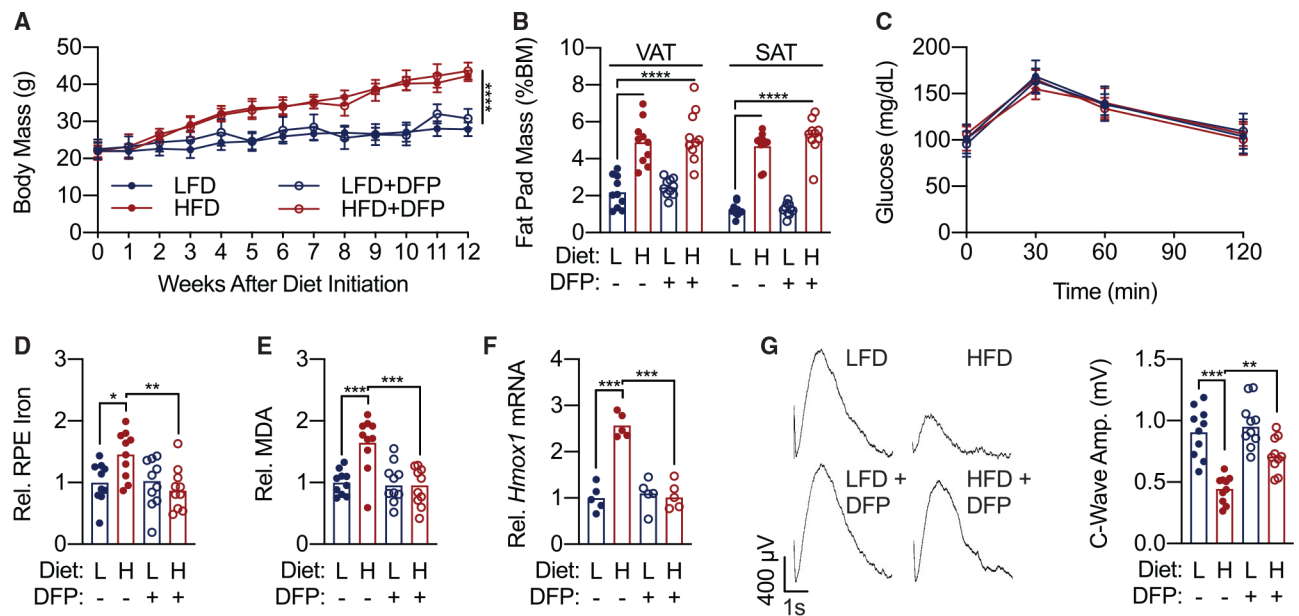 A
Body Mass (g)
50
40
30
20
10
0
****
LFD
HFD
LFD+DFP
HFD+DFP
0 1 2 3 4 5 6 7 8 9 10 11 12
Weeks After Diet Initiation
B
VAT SAT
Fat Pad Mass (%BM)
10
8
6
4
2
0
**** ****
Diet: L H L H L H L H
DFP: - - + + - - + +
C
Glucose (mg/dL)
200
150
100
50
0
0 30 60 90 120
Time (min)
D
Rel. RPE Iron
3
2
1
0
* **
Diet: L H L H
DFP: - - + +
E
Rel. MDA
3
2
1
0
*** ***
Diet: L H L H
DFP: - - + +
F
Rel. Hmox1 mRNA
4
3
2
1
0
*** ***
Diet: L H L H
DFP: - - + +
G
LFD HFD
LFD + DFP
HFD + DFP
400 µV
1s
C-Wave Amp. (mV)
1.5
1.0
0.5
0.0
*** **
Diet: L H L H
DFP: - - + +